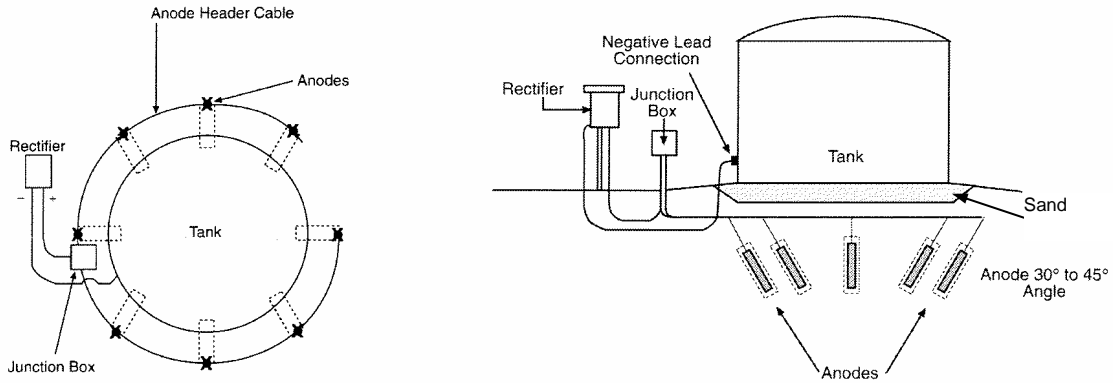 Anode Header Cable
Anodes
Rectifier
− +
Tank
Junction Box
Negative Lead
Connection
Rectifier
Junction
Box
Tank
Sand
Anode 30° to 45°
Angle
Anodes